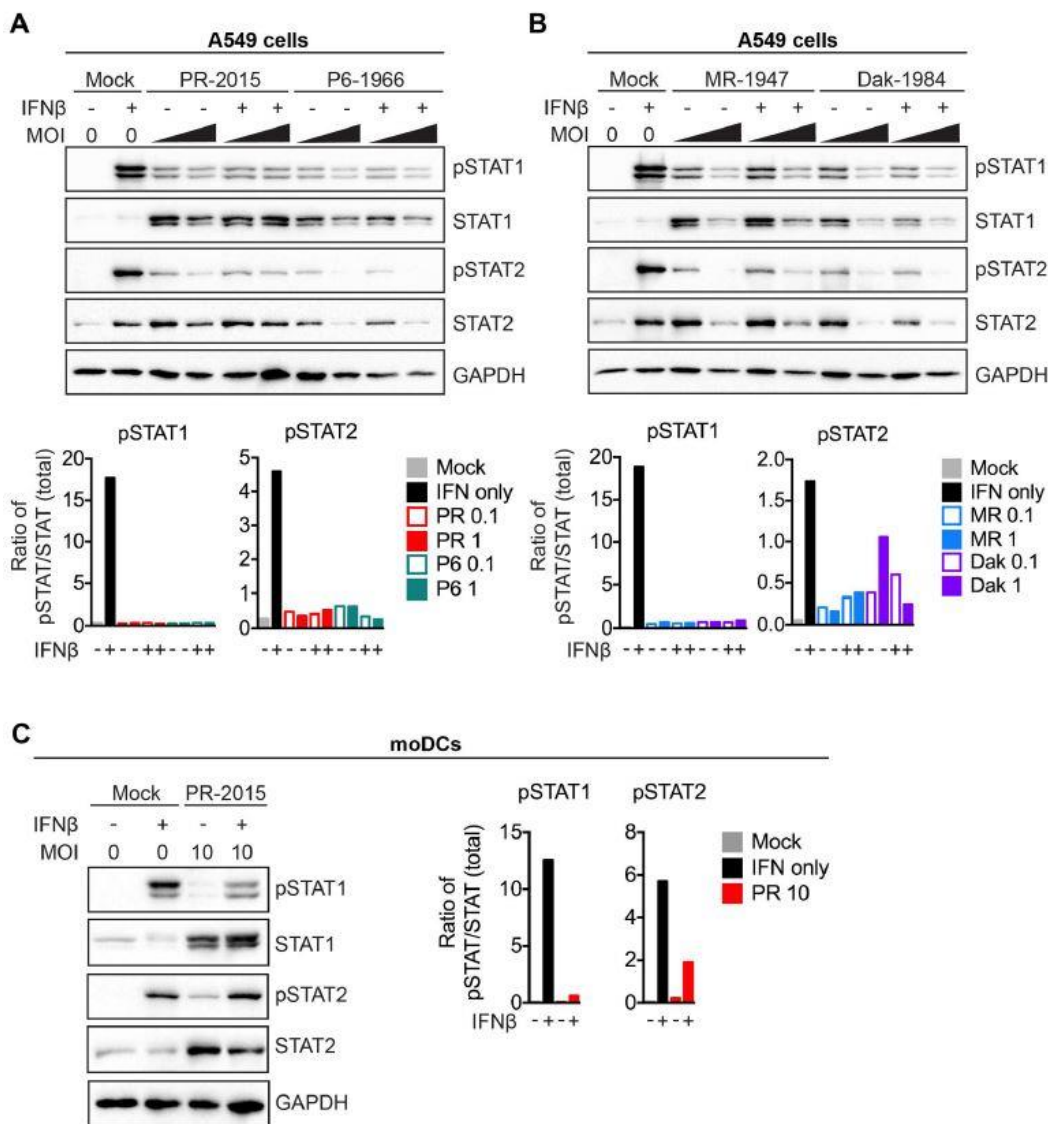 A
A549 cells
Mock PR-2015 P6-1966
IFNβ - + - - + + - - + +
MOI 0 0
pSTAT1
STAT1
pSTAT2
STAT2
GAPDH
pSTAT1
Ratio of
pSTAT/STAT (total)
20
15
10
5
0
IFNβ -+--++--++
pSTAT2
5
4
3
2
1
0
-+--++--++
Mock
IFN only
PR 0.1
PR 1
P6 0.1
P6 1
B
A549 cells
Mock MR-1947 Dak-1984
IFNβ - + - - + + - - + +
MOI 0 0
pSTAT1
STAT1
pSTAT2
STAT2
GAPDH
pSTAT1
Ratio of
pSTAT/STAT (total)
20
15
10
5
0
IFNβ -+--++--++
pSTAT2
2.0
1.5
1.0
0.5
0.0
-+--++--++
Mock
IFN only
MR 0.1
MR 1
Dak 0.1
Dak 1
C
moDCs
Mock PR-2015
IFNβ - + - +
MOI 0 0 10 10
pSTAT1
STAT1
pSTAT2
STAT2
GAPDH
pSTAT1
Ratio of
pSTAT/STAT (total)
15
10
5
0
IFNβ -+-+
pSTAT2
8
6
4
2
0
-+-+
Mock
IFN only
PR 10